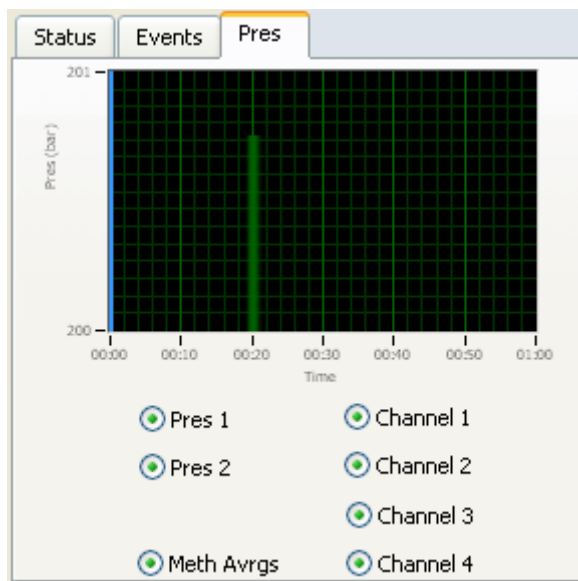 Status Events Pres
201
Pres (bar)
200
00:00 00:10 00:20 00:30 00:40 00:50 01:00
Time
Pres 1 Channel 1
Pres 2 Channel 2
Channel 3
Meth Avrgs Channel 4